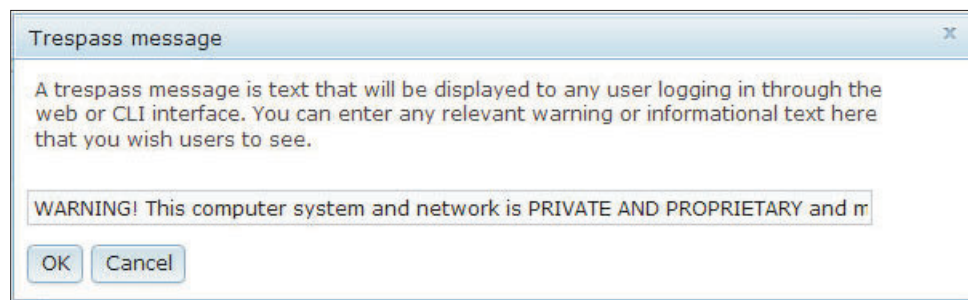 Trespass message
A trespass message is text that will be displayed to any user logging in through the
web or CLI interface. You can enter any relevant warning or informational text here
that you wish users to see.
WARNING! This computer system and network is PRIVATE AND PROPRIETARY and m
OK Cancel